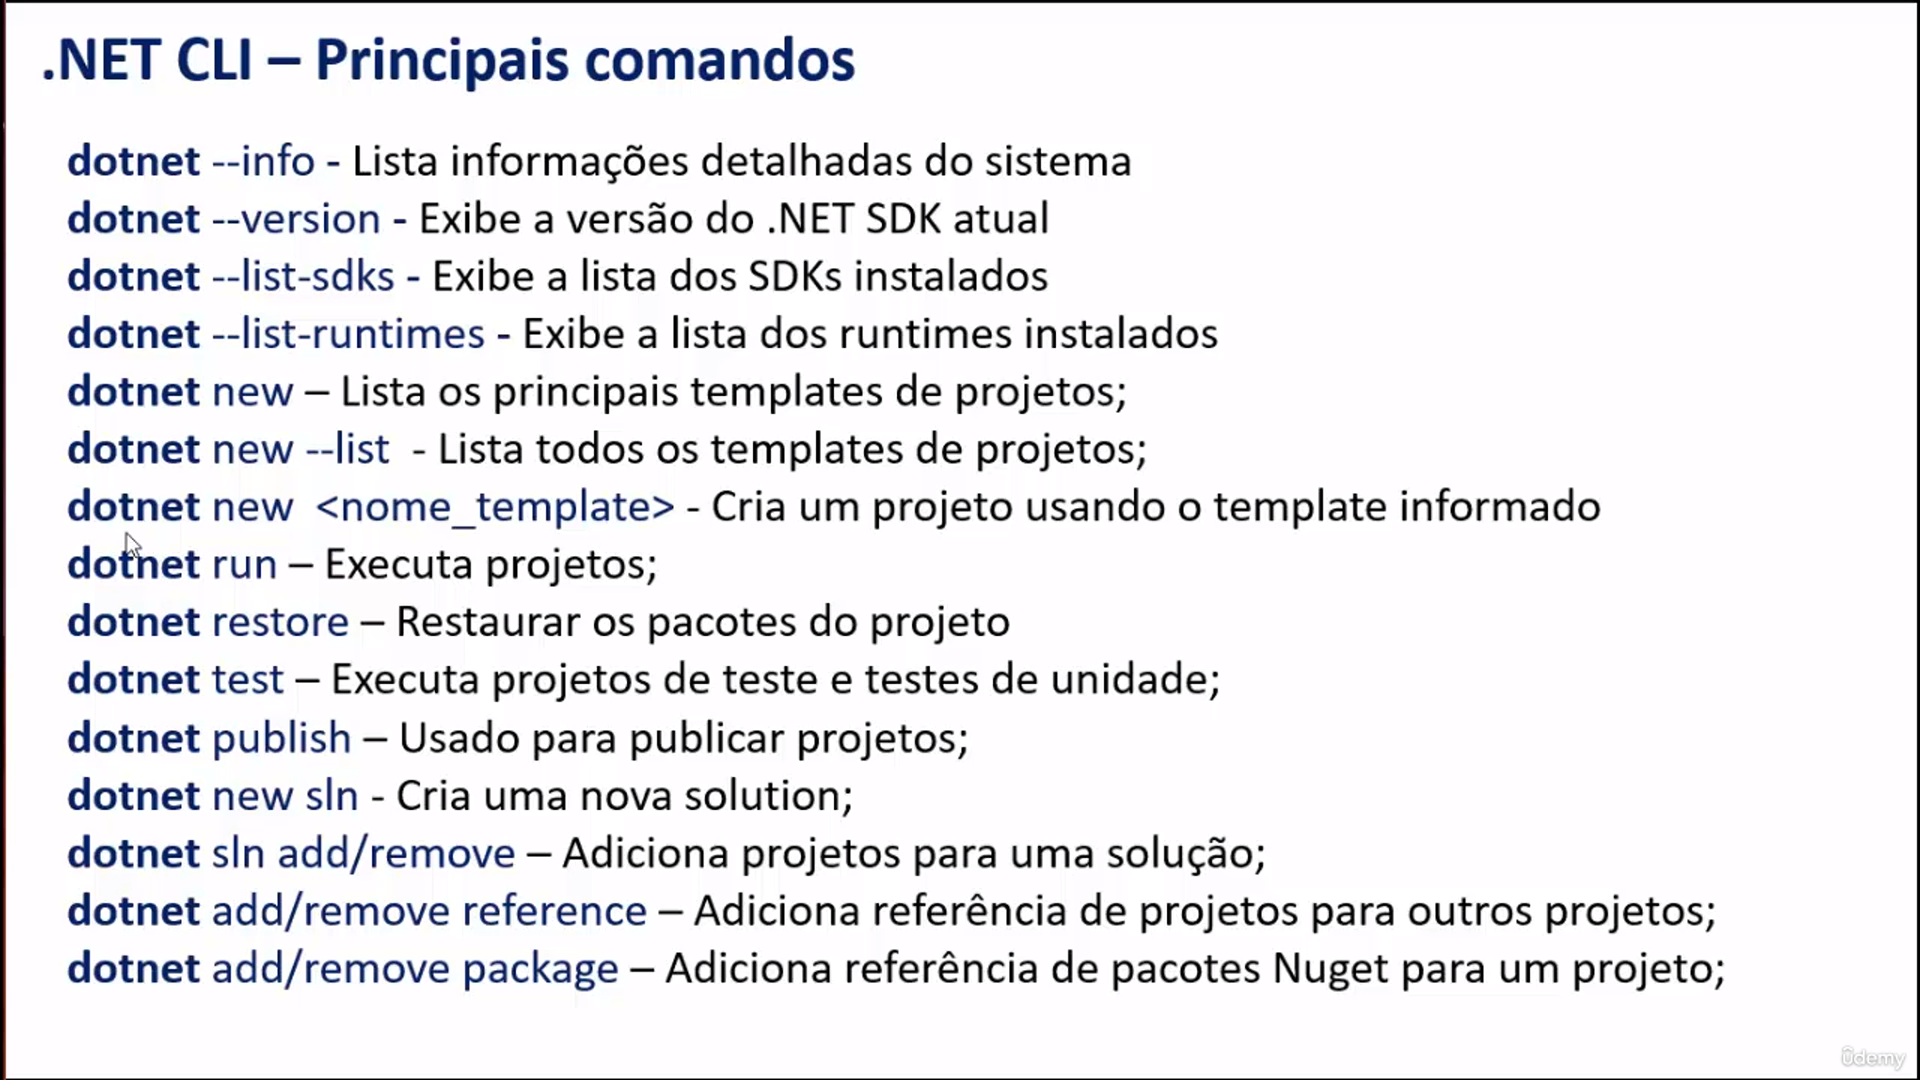 .NET CLI – Principais comandos
dotnet --info - Lista informações detalhadas do sistema
dotnet --version - Exibe a versão do .NET SDK atual
dotnet --list-sdks - Exibe a lista dos SDKs instalados
dotnet --list-runtimes - Exibe a lista dos runtimes instalados
dotnet new – Lista os principais templates de projetos;
dotnet new --list - Lista todos os templates de projetos;
dotnet new <nome_template> - Cria um projeto usando o template informado
dotnet run – Executa projetos;
dotnet restore – Restaurar os pacotes do projeto
dotnet test – Executa projetos de teste e testes de unidade;
dotnet publish – Usado para publicar projetos;
dotnet new sln - Cria uma nova solution;
dotnet sln add/remove – Adiciona projetos para uma solução;
dotnet add/remove reference – Adiciona referência de projetos para outros projetos;
dotnet add/remove package – Adiciona referência de pacotes Nuget para um projeto;
ûdemy